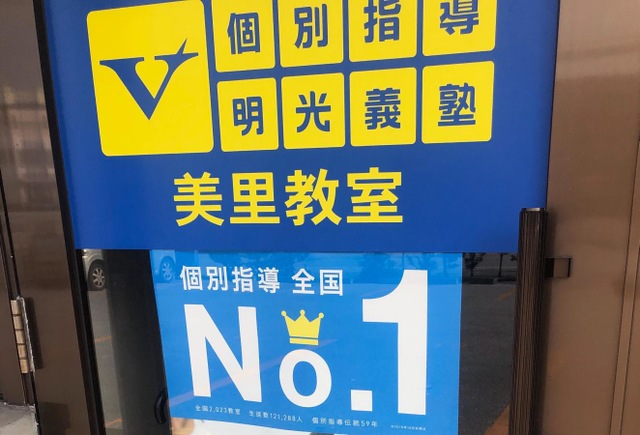 個別指導
明光義塾
美里教室
個別指導 全国
No.1
全国2,023教室 生徒数121,288人 個別指導伝統59年